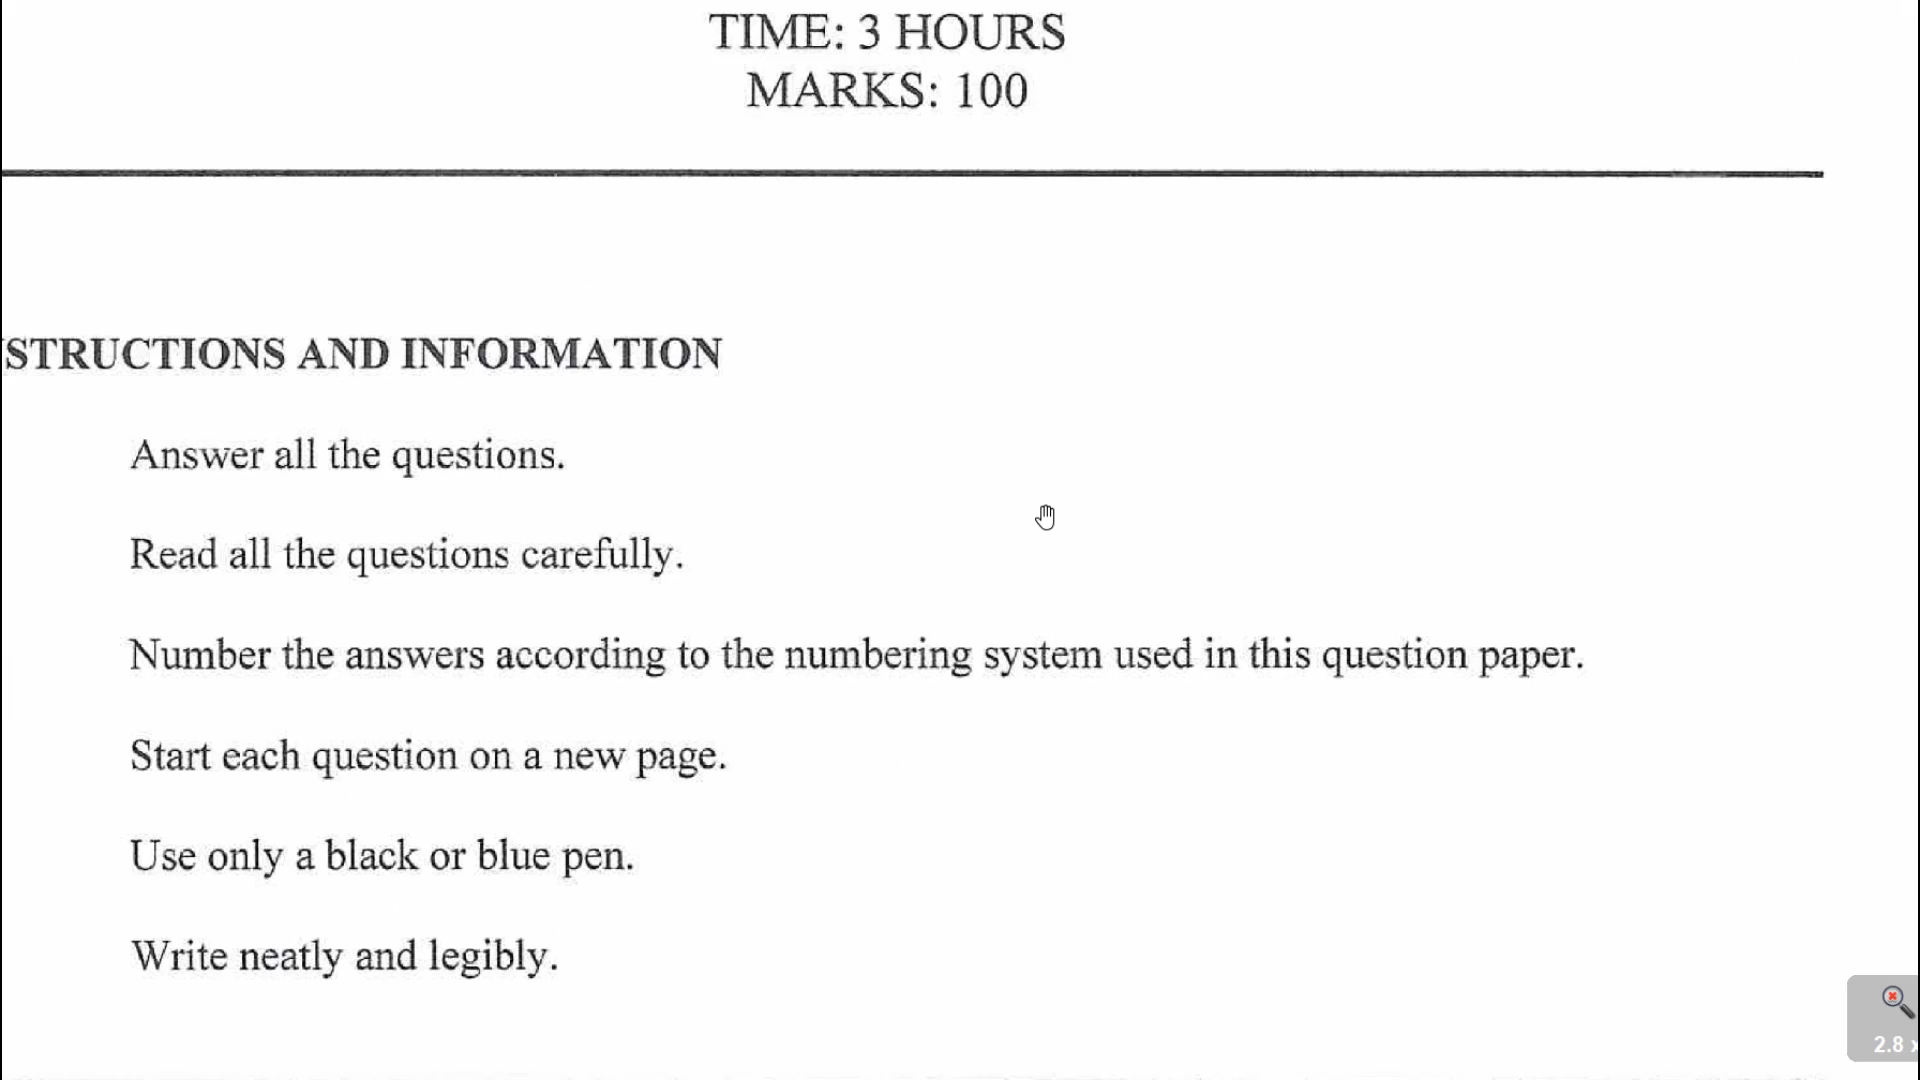 TIME: 3 HOURS
MARKS: 100
STRUCTIONS AND INFORMATION
Answer all the questions.
Read all the questions carefully.
Number the answers according to the numbering system used in this question paper.
Start each question on a new page.
Use only a black or blue pen.
Write neatly and legibly.
2.8 x